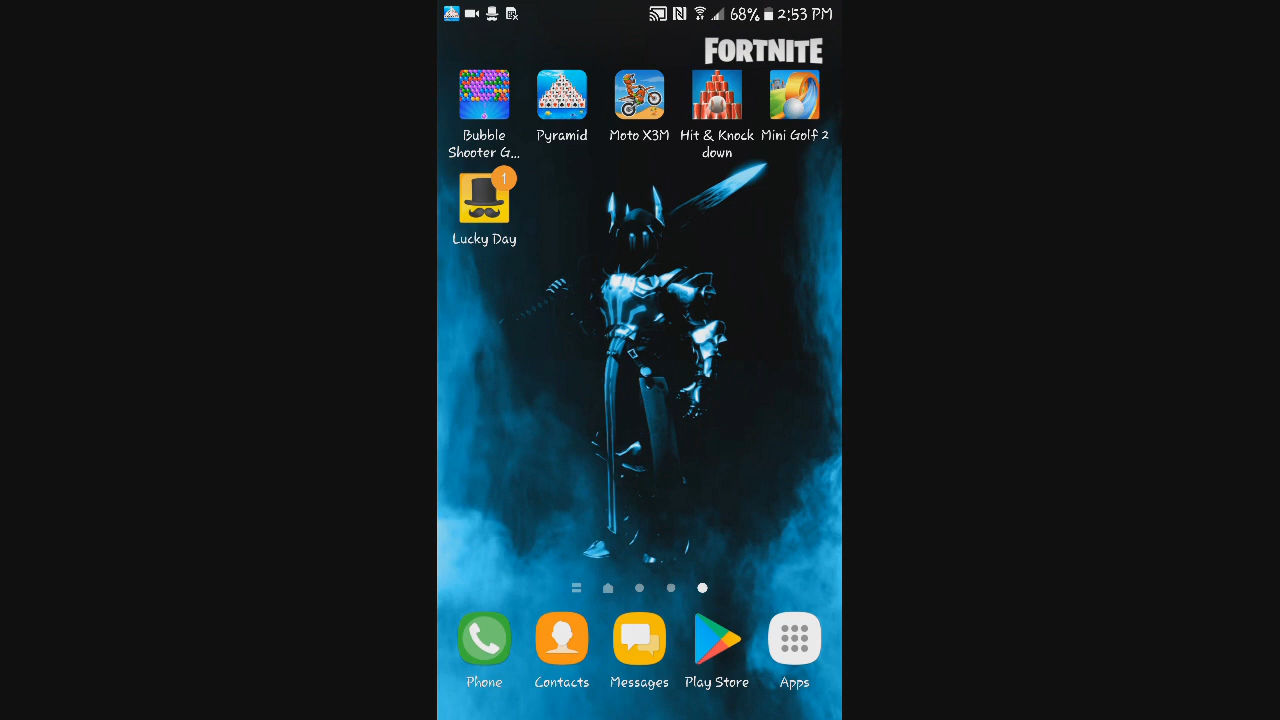 68% 2:53 PM
FORTNITE
Bubble Shooter G...
Pyramid
Moto X3M
Hit & Knock down
Mini Golf 2
1
Lucky Day
Phone
Contacts
Messages
Play Store
Apps